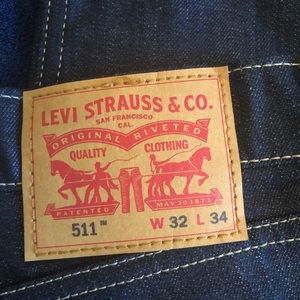 LEVI STRAUSS & CO.
SAN FRANCISCO
CAL.
ORIGINAL RIVETED
QUALITY CLOTHING
PATENTED MAY 20 1873
511™ W 32 L 34